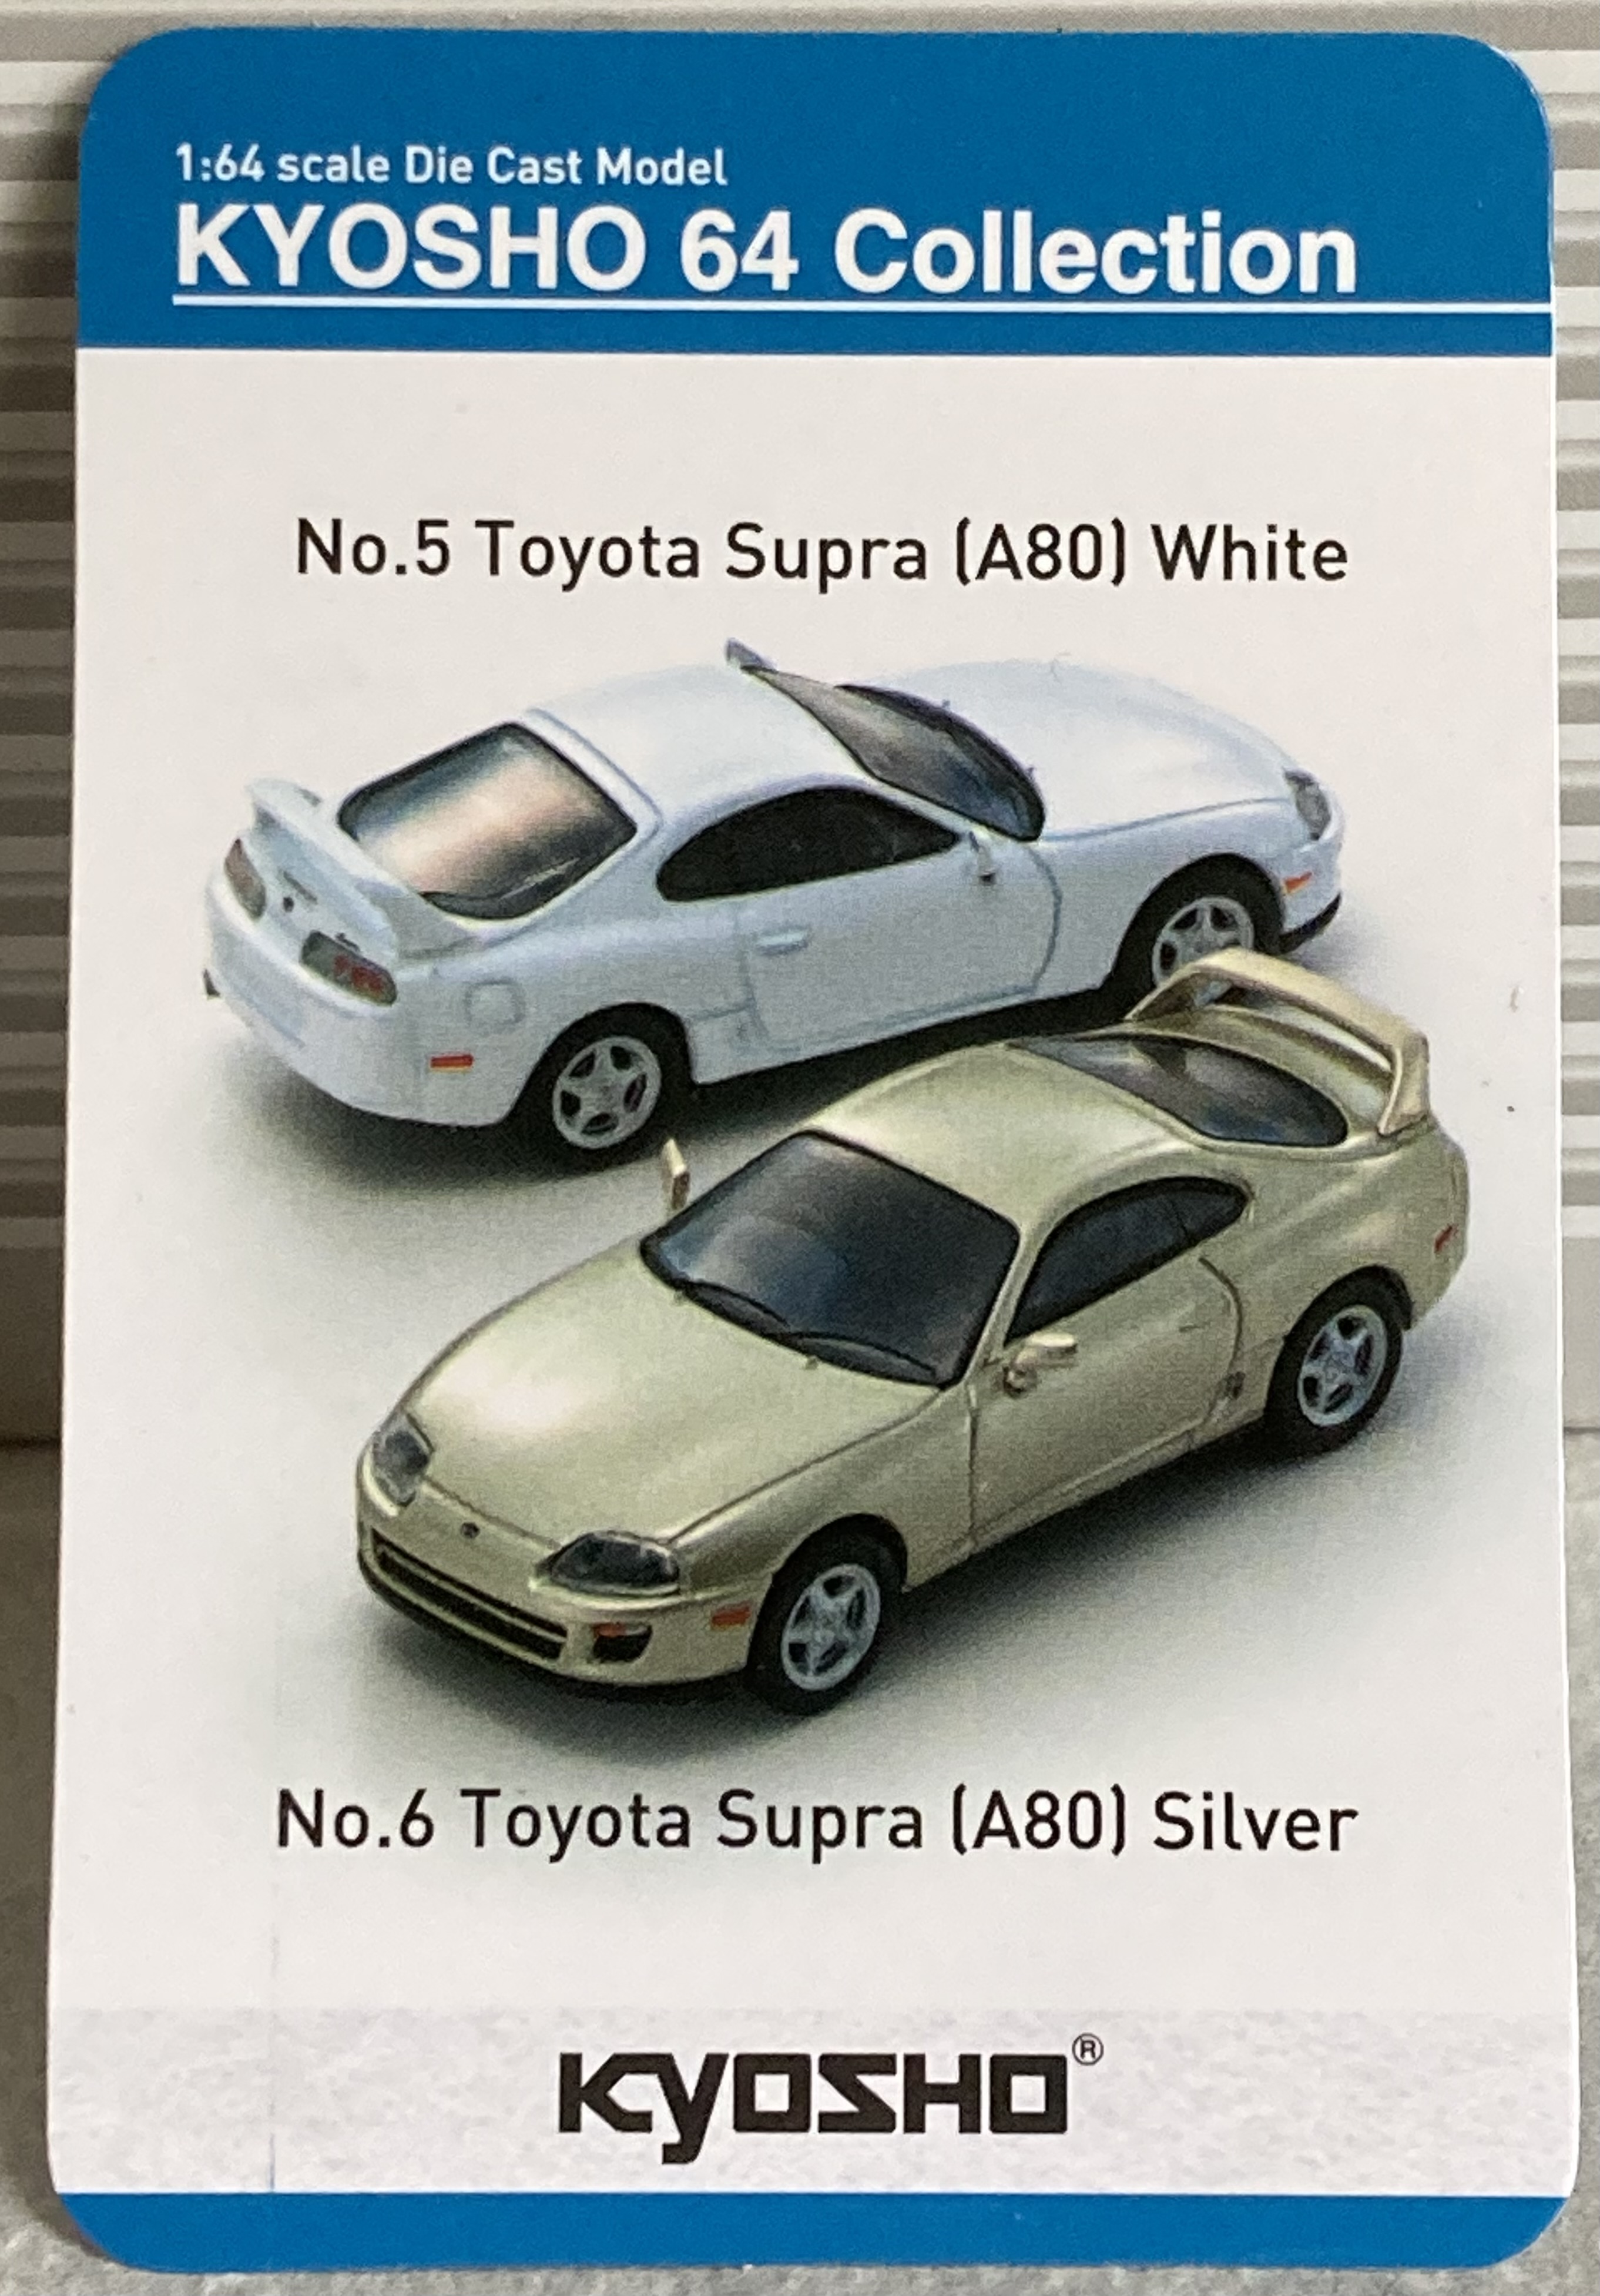 1:64 scale Die Cast Model
KYOSHO 64 Collection
No.5 Toyota Supra (A80) White
No.6 Toyota Supra (A80) Silver
KYOSHO®